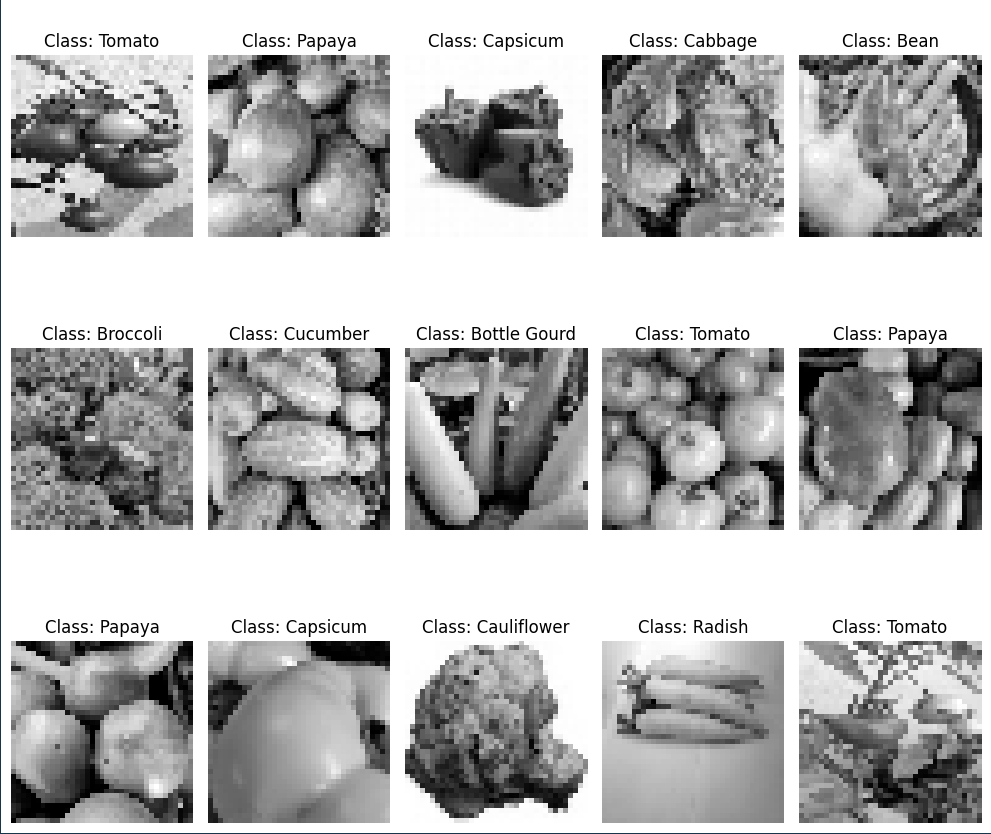 Class: Tomato
Class: Papaya
Class: Capsicum
Class: Cabbage
Class: Bean
Class: Broccoli
Class: Cucumber
Class: Bottle Gourd
Class: Tomato
Class: Papaya
Class: Papaya
Class: Capsicum
Class: Cauliflower
Class: Radish
Class: Tomato